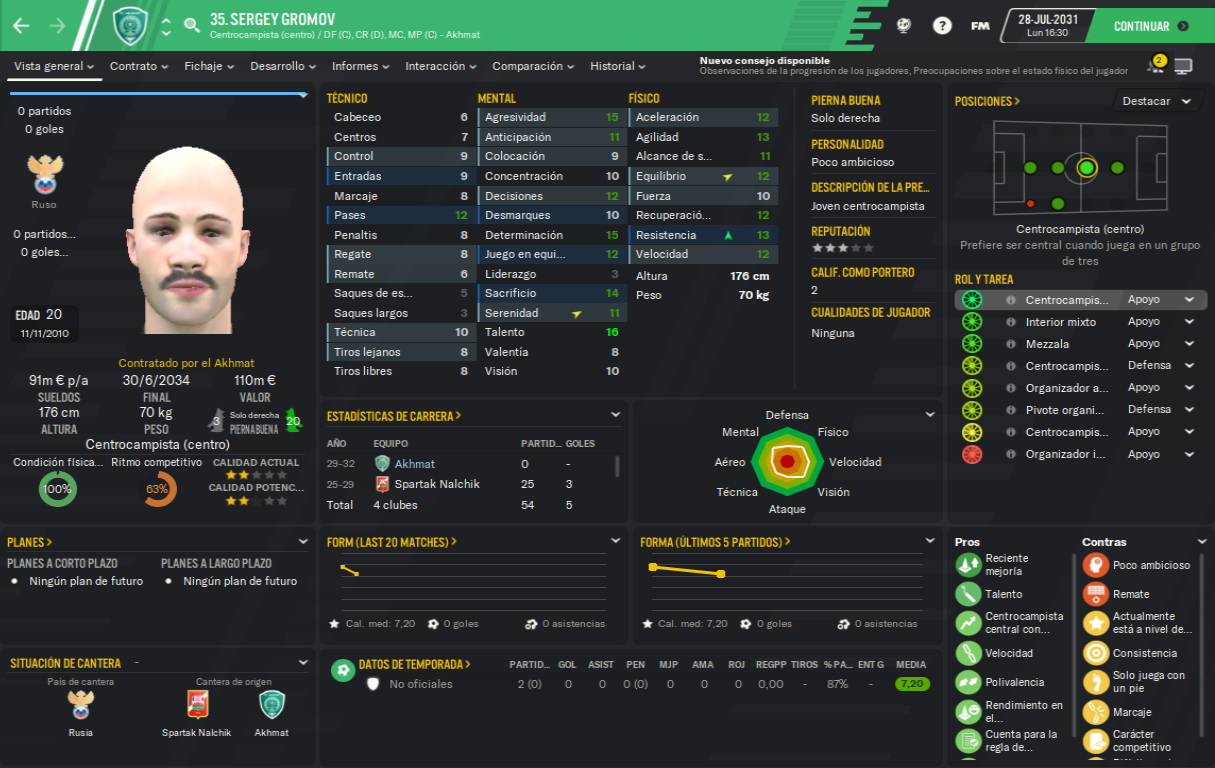 35. SERGEY GROMOV
Centrocampista (centro) / DF (C), CR (D), MC, MP (C) - Akhmat
? FM
28-JUL-2031
Lun 16:30
CONTINUAR
Vista general Contrato Fichaje Desarrollo Informes Interacción Comparación Historial
Nuevo consejo disponible
Observaciones de la progresión de los jugadores, Preocupaciones sobre el estado físico del jugador
2
0 partidos
0 goles
Ruso
0 partidos...
0 goles...
EDAD 20
11/11/2010
Contratado por el Akhmat
91m € p/a 30/6/2034 110m €
SUELDOS FINAL VALOR
176 cm 70 kg 3 Solo derecha 20
ALTURA PESO PIERNA BUENA
Centrocampista (centro)
Condición física... Ritmo competitivo CALIDAD ACTUAL
100% 63%
CALIDAD POTENC...
TÉCNICO
Cabeceo 6
Centros 7
Control 9
Entradas 9
Marcaje 8
Pases 12
Penaltis 8
Regate 8
Remate 6
Saques de es... 5
Saques largos 3
Técnica 10
Tiros lejanos 8
Tiros libres 8
MENTAL
Agresividad 15
Anticipación 11
Colocación 9
Concentración 10
Decisiones 12
Desmarques 10
Determinación 15
Juego en equi... 12
Liderazgo 3
Sacrificio 14
Serenidad 11
Talento 16
Valentía 8
Visión 10
FÍSICO
Aceleración 12
Agilidad 13
Alcance de s... 11
Equilibrio 12
Fuerza 10
Recuperació... 12
Resistencia 13
Velocidad 12
Altura 176 cm
Peso 70 kg
PIERNA BUENA
Solo derecha
PERSONALIDAD
Poco ambicioso
DESCRIPCIÓN DE LA PRE...
Joven centrocampista
REPUTACIÓN
CALIF. COMO PORTERO
2
CUALIDADES DE JUGADOR
Ninguna
POSICIONES >
Destacar
Centrocampista (centro)
Prefiere ser central cuando juega en un grupo
de tres
ROL Y TAREA
Centrocampis... Apoyo
Interior mixto Apoyo
Mezzala Apoyo
Centrocampis... Defensa
Organizador a... Apoyo
Pivote organi... Defensa
Centrocampis... Apoyo
Organizador i... Apoyo
ESTADÍSTICAS DE CARRERA >
AÑO EQUIPO PARTID... GOLES
29-32 Akhmat 0 -
25-29 Spartak Nalchik 25 3
Total 4 clubes 54 5
Defensa
Mental Físico
Aéreo Velocidad
Técnica Visión
Ataque
PLANES >
PLANES A CORTO PLAZO PLANES A LARGO PLAZO
Ningún plan de futuro Ningún plan de futuro
FORM (LAST 20 MATCHES) >
Cal. med: 7,20 0 goles 0 asistencias
FORMA (ÚLTIMOS 5 PARTIDOS) >
Cal. med: 7,20 0 goles 0 asistencias
SITUACIÓN DE CANTERA -
País de cantera Cantera de origen
Rusia Spartak Nalchik Akhmat
DATOS DE TEMPORADA > PARTID... GOL ASIST PEN MJP AMA ROJ REGPP TIROS % PA... ENT G MEDIA
No oficiales 2 (0) 0 0 0 (0) 0 0 0 0,00 - 87% - 7,20
Pros
Reciente
mejoría
Talento
Centrocampista
central con...
Velocidad
Polivalencia
Rendimiento en
el...
Cuenta para la
regla de...
Contras
Poco ambicioso
Remate
Actualmente
está a nivel de...
Consistencia
Solo juega con
un pie
Marcaje
Carácter
competitivo